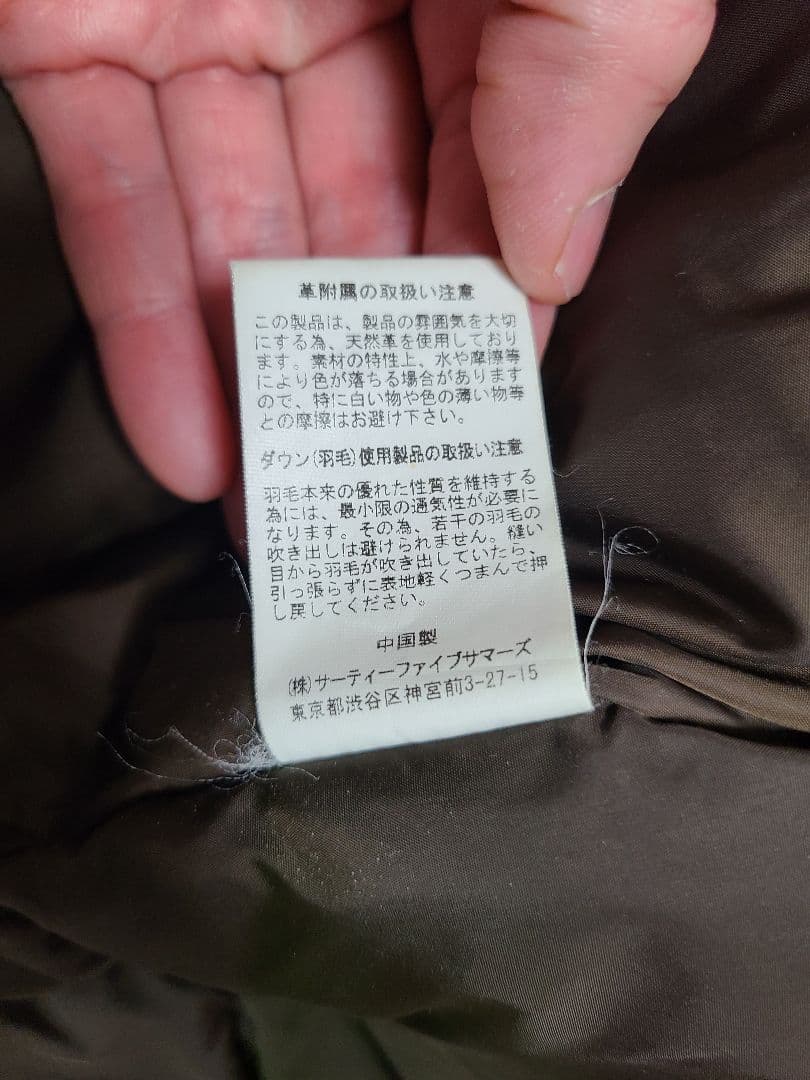 革附属の取扱い注意
この製品は、製品の雰囲気を大切
にする為、天然革を使用しており
ます。素材の特性上、水や摩擦等
により色が落ちる場合があります
ので、特に白い物や色の薄い物等
との摩擦はお避け下さい。
ダウン(羽毛)使用製品の取扱い注意
羽毛本来の優れた性質を維持する
為には、最小限の通気性が必要に
なります。その為、若干の羽毛の
吹き出しは避けられません。縫い
目から羽毛が吹き出していたら、
引っ張らずに表地軽くつまんで押
し戻してください。
中国製
(株)サーティーファイブサマーズ
東京都渋谷区神宮前3-27-15